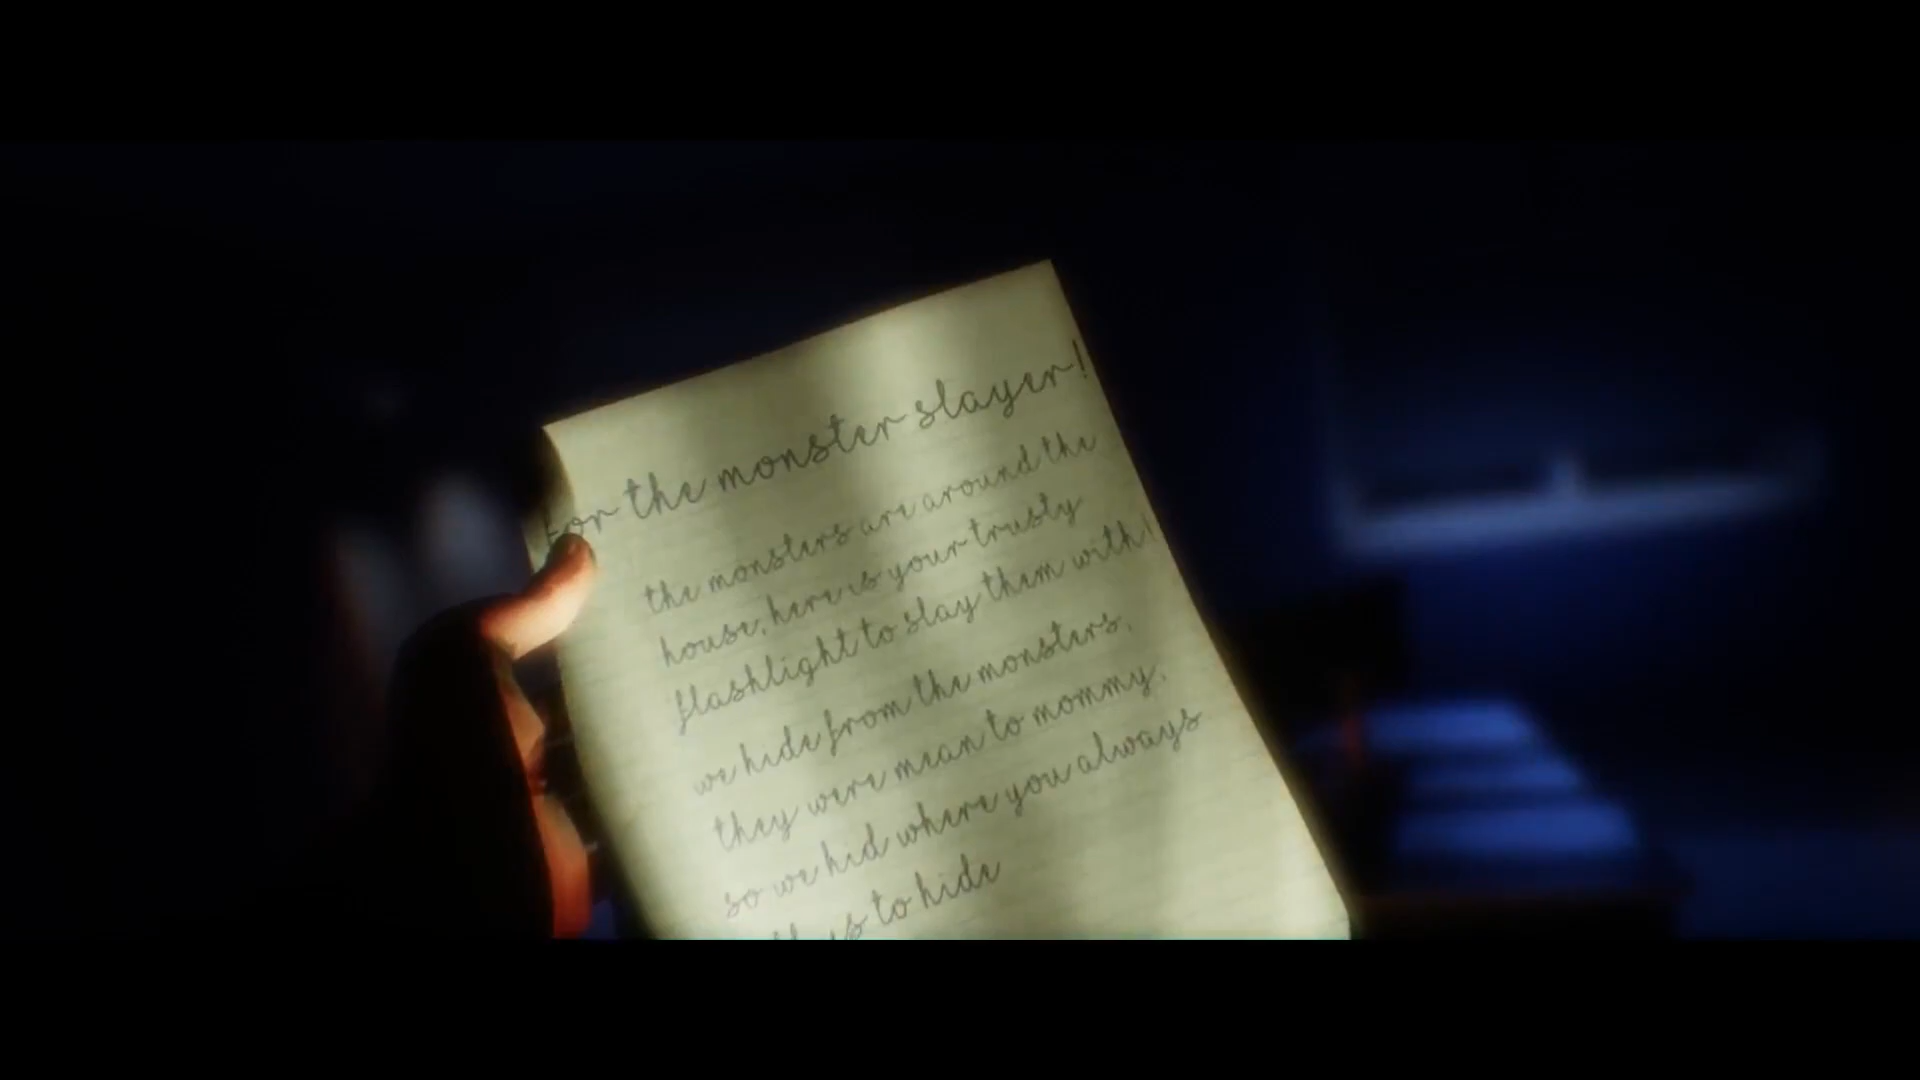 For the monster slayer!
the monsters are around the
house, here is your trusty
flashlight to slay them with!
we hide from the monsters,
they were mean to mommy,
so we hid where you always
us to hide